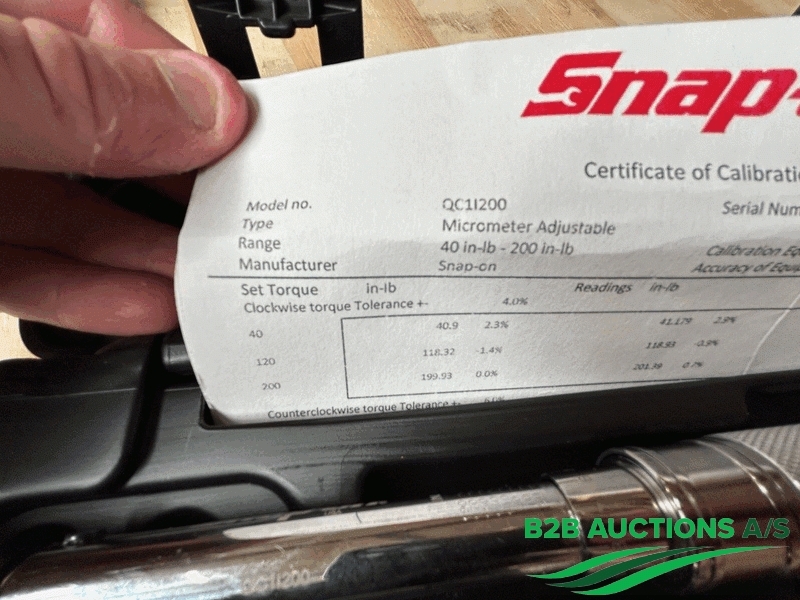 Snap-
Certificate of Calibrati
Model no. QC1I200 Serial Num
Type Micrometer Adjustable
Range 40 in-lb - 200 in-lb Calibration Eq
Manufacturer Snap-on Accuracy of Equip
Set Torque in-lb Readings in-lb
Clockwise torque Tolerance +- 4.0%
40 40.9 2.3% 41.179 2.9%
120 118.32 -1.4% 118.93 -0.9%
200 199.93 0.0% 201.39 0.7%
Counterclockwise torque Tolerance +-
QC1I200
B2B AUCTIONS A/S